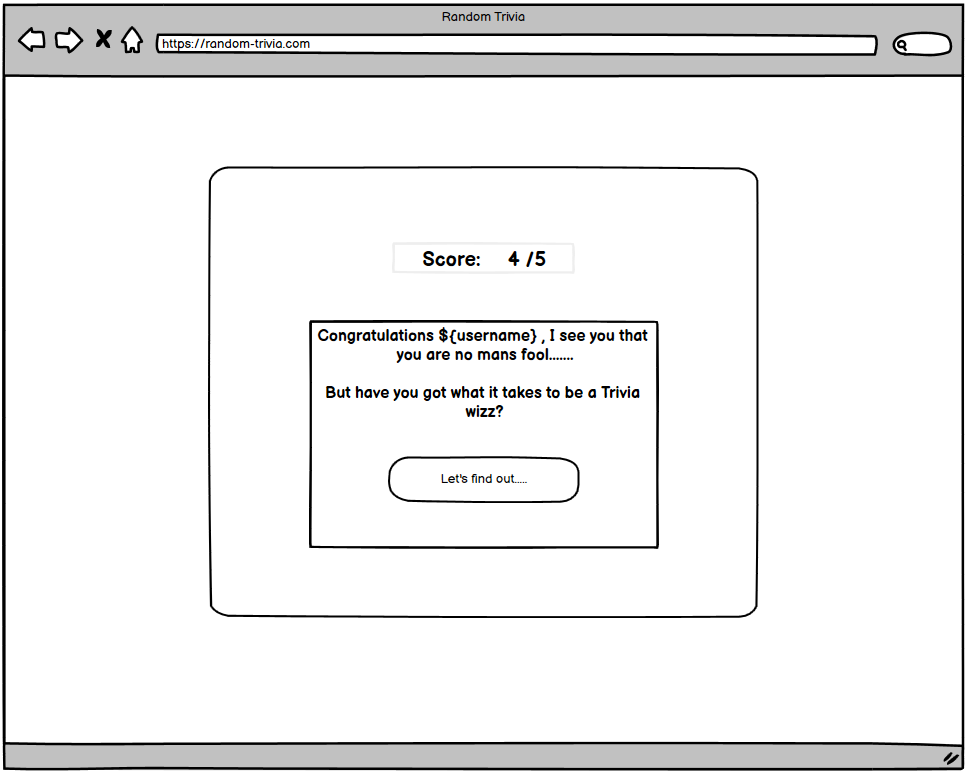 Random Trivia
https://random-trivia.com
Score: 4 /5
Congratulations ${username} , I see you that
you are no mans fool.......
But have you got what it takes to be a Trivia
wizz?
Let's find out.....